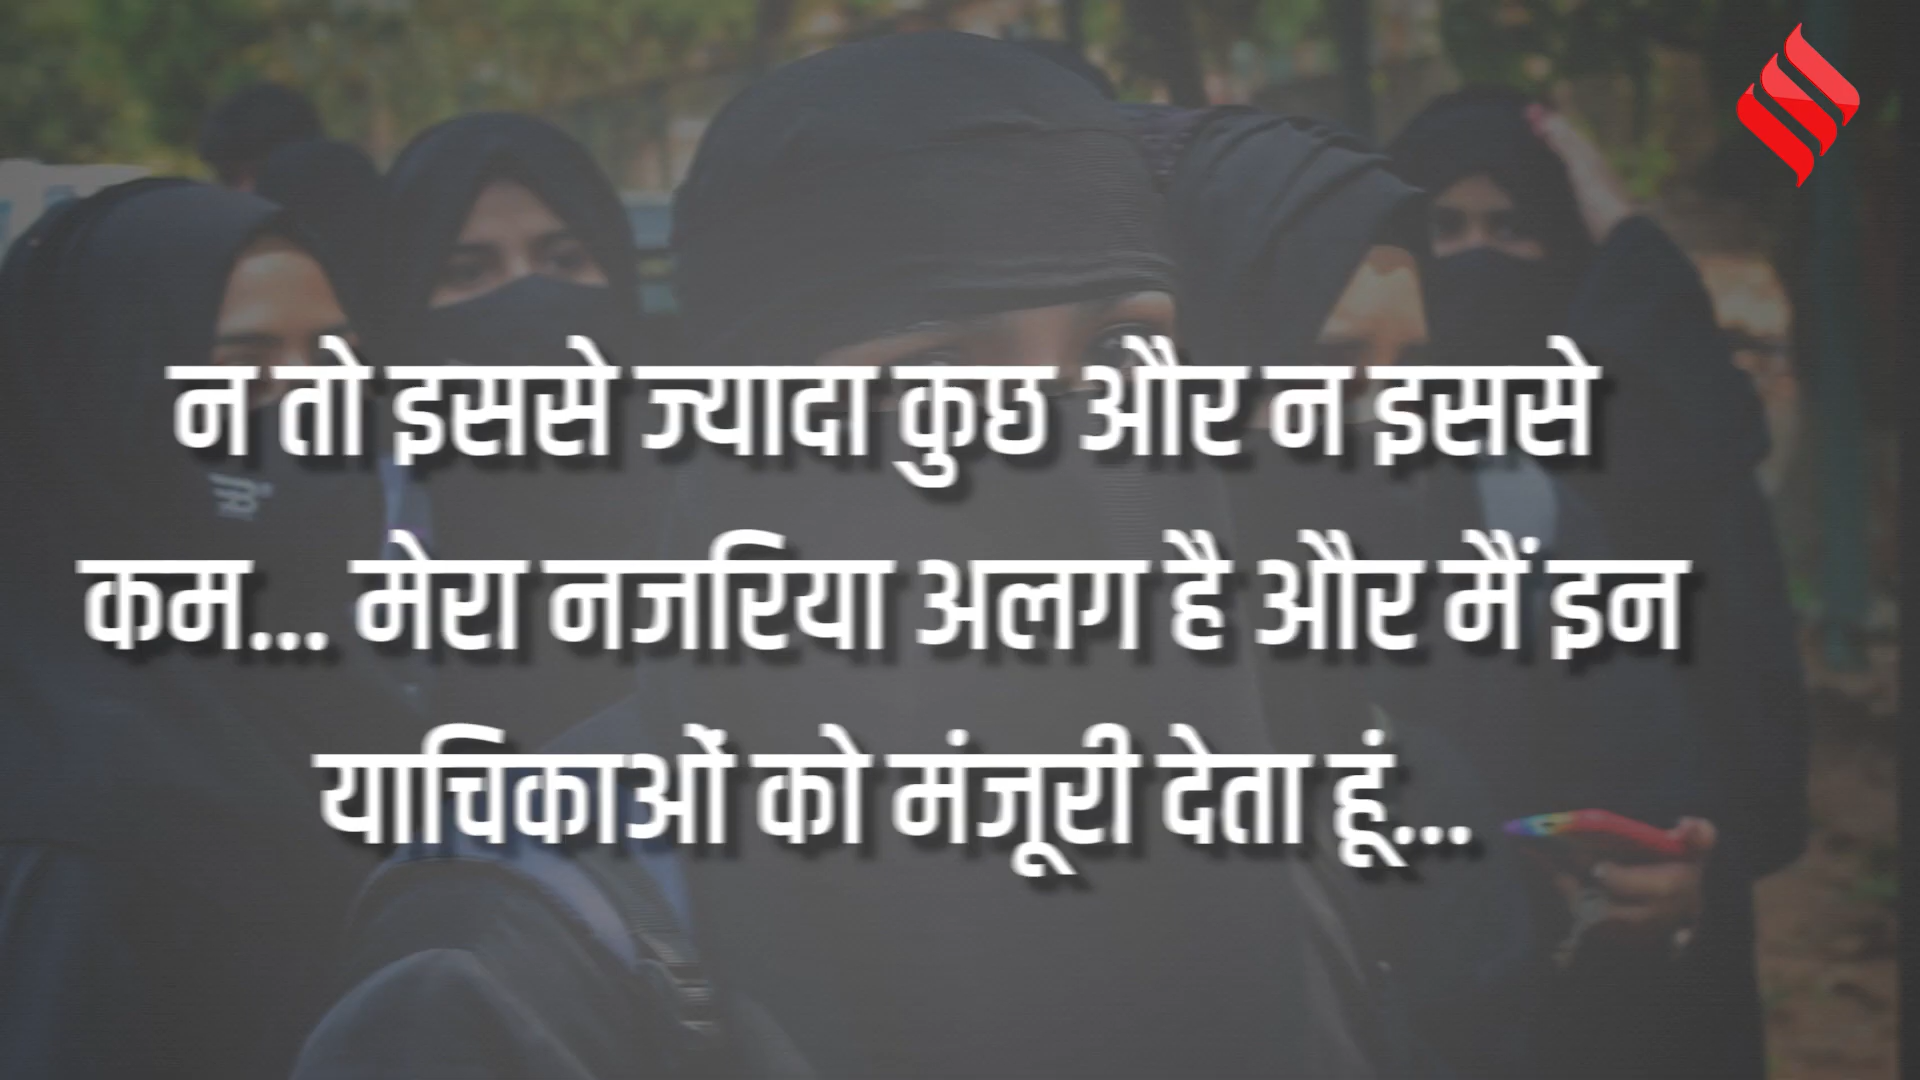 न तो इससे ज्यादा कुछ और न इससे
कम... मेरा नजरिया अलग है और मैं इन
याचिकाओं को मंजूरी देता हूं...